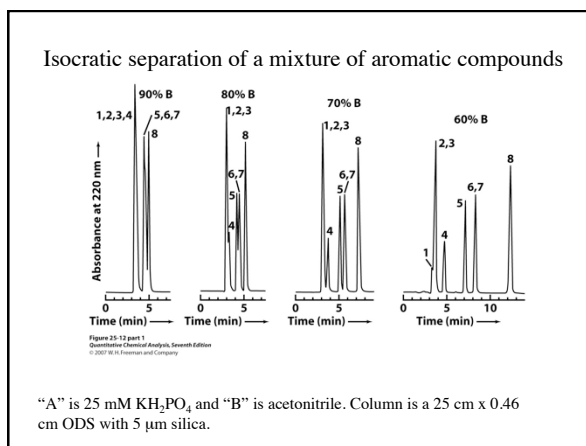 Isocratic separation of a mixture of aromatic compounds
90% B
1,2,3,4
5,6,7
8
80% B
1,2,3
8
6,7
5
4
70% B
1,2,3
8
6,7
5
4
60% B
2,3
8
6,7
5
4
1
Absorbance at 220 nm
0 5
Time (min)
0 5
Time (min)
0 5
Time (min)
0 5 10
Time (min)
Figure 25-12 part 1
Quantitative Chemical Analysis, Seventh Edition
© 2007 W.H. Freeman and Company
“A” is 25 mM KH₂PO₄ and “B” is acetonitrile. Column is a 25 cm x 0.46
cm ODS with 5 μm silica.